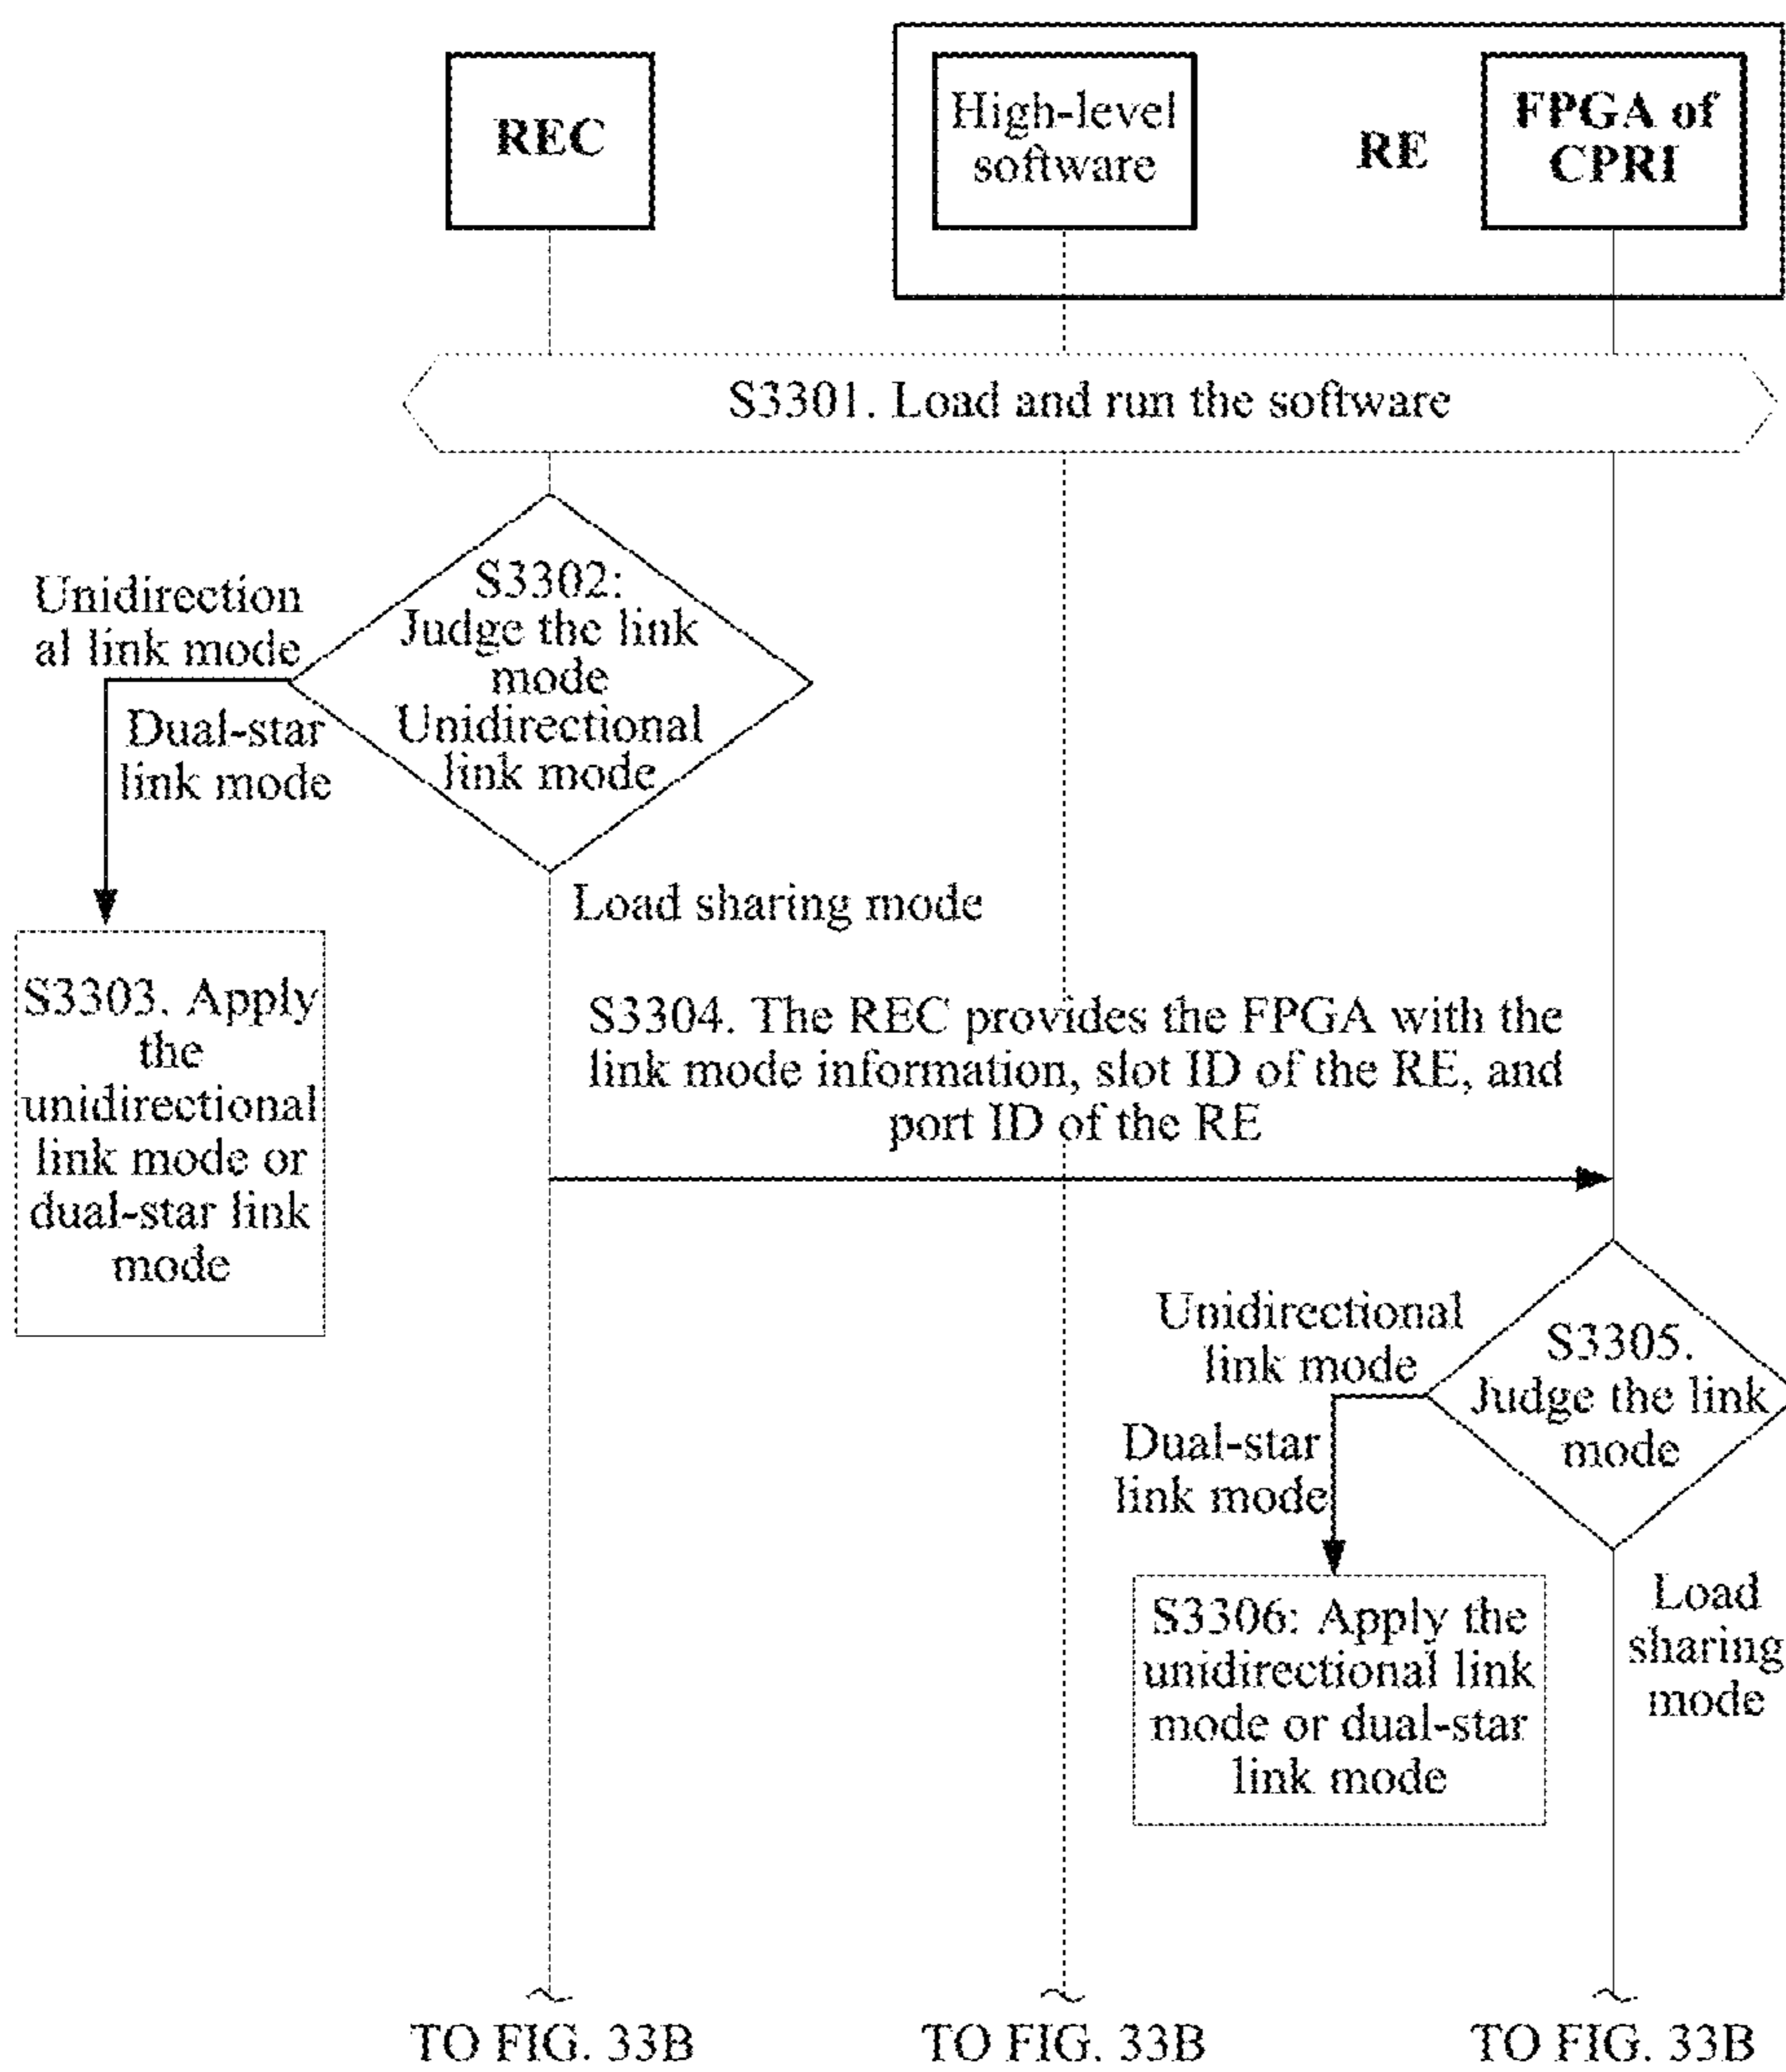 REC
High-level
software
RE
FPGA of
CPRI
S3301. Load and run the software
S3302:
Judge the link
mode
Unidirectional
link mode
Unidirection
al link mode
Dual-star
link mode
Load sharing mode
S3303. Apply
the
unidirectional
link mode or
dual-star link
mode
S3304. The REC provides the FPGA with the
link mode information, slot ID of the RE, and
port ID of the RE
Unidirectional
link mode
S3305.
Judge the link
mode
Dual-star
link mode
S3306: Apply the
unidirectional link
mode or dual-star
link mode
Load
sharing
mode
TO FIG. 33B
TO FIG. 33B
TO FIG. 33B